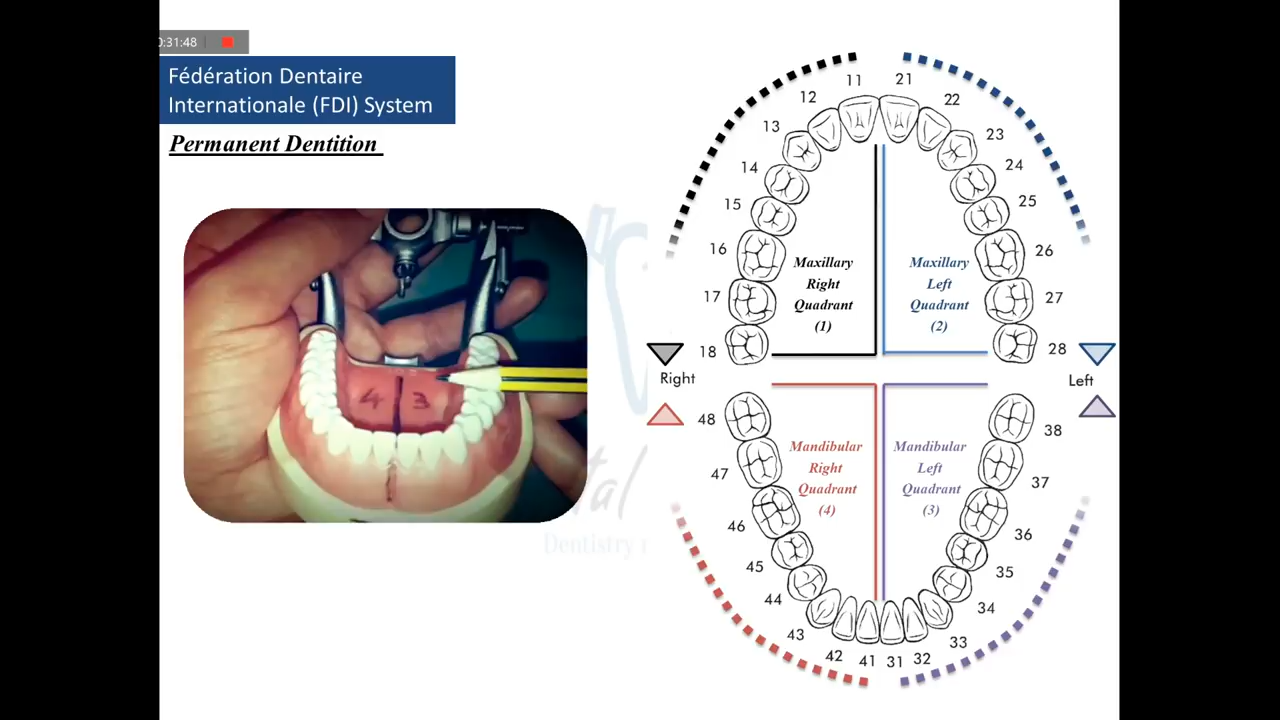 0:31:48
Fédération Dentaire
Internationale (FDI) System
Permanent Dentition
4 3
tal
Dentistry
11 21
12 22
13 23
14 24
15 25
16 26
17 27
18 28
Maxillary
Right
Quadrant
(1)
Maxillary
Left
Quadrant
(2)
Right
Left
48 38
47 37
46 36
45 35
44 34
43 33
42 41 31 32
Mandibular
Right
Quadrant
(4)
Mandibular
Left
Quadrant
(3)